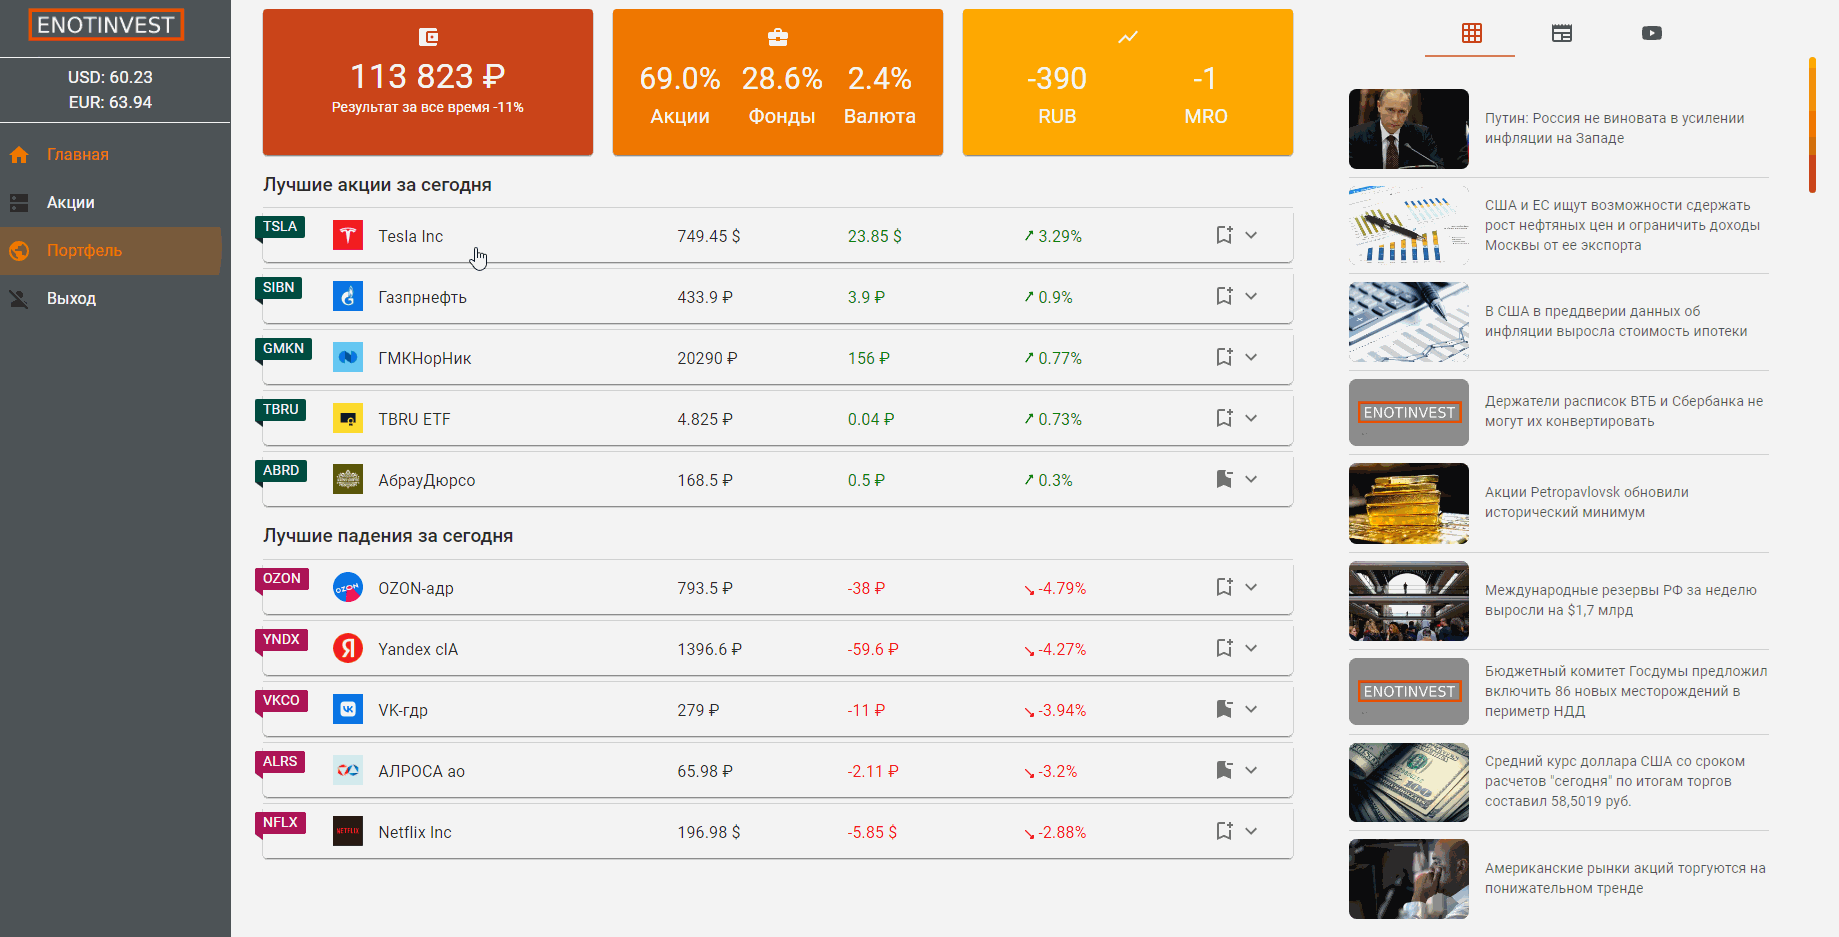 ENOTINVEST
USD: 60.23
EUR: 63.94
Главная
Акции
Портфель
Выход
113 823 ₽
Результат за все время -11%
69.0% 28.6% 2.4%
Акции Фонды Валюта
-390 -1
RUB MRO
Лучшие акции за сегодня
TSLA
Tesla Inc 749.45 $ 23.85 $ 3.29%
SIBN
Газпрнефть 433.9 ₽ 3.9 ₽ 0.9%
GMKN
ГМКНорНик 20290 ₽ 156 ₽ 0.77%
TBRU
TBRU ETF 4.825 ₽ 0.04 ₽ 0.73%
ABRD
АбрауДюрсо 168.5 ₽ 0.5 ₽ 0.3%
Лучшие падения за сегодня
OZON
OZON
OZON-адр 793.5 ₽ -38 ₽ -4.79%
YNDX
Я
Yandex clA 1396.6 ₽ -59.6 ₽ -4.27%
VKCO
VK-гдр 279 ₽ -11 ₽ -3.94%
ALRS
АЛРОСА ао 65.98 ₽ -2.11 ₽ -3.2%
NFLX
NETFLIX
Netflix Inc 196.98 $ -5.85 $ -2.88%
Путин: Россия не виновата в усилении
инфляции на Западе
США и ЕС ищут возможности сдержать
рост нефтяных цен и ограничить доходы
Москвы от ее экспорта
В США в преддверии данных об
инфляции выросла стоимость ипотеки
ENOTINVEST
Держатели расписок ВТБ и Сбербанка не
могут их конвертировать
Акции Petropavlovsk обновили
исторический минимум
Международные резервы РФ за неделю
выросли на $1,7 млрд
ENOTINVEST
Бюджетный комитет Госдумы предложил
включить 86 новых месторождений в
периметр НДД
100
Средний курс доллара США со сроком
расчетов "сегодня" по итогам торгов
составил 58,5019 руб.
Американские рынки акций торгуются на
понижательном тренде